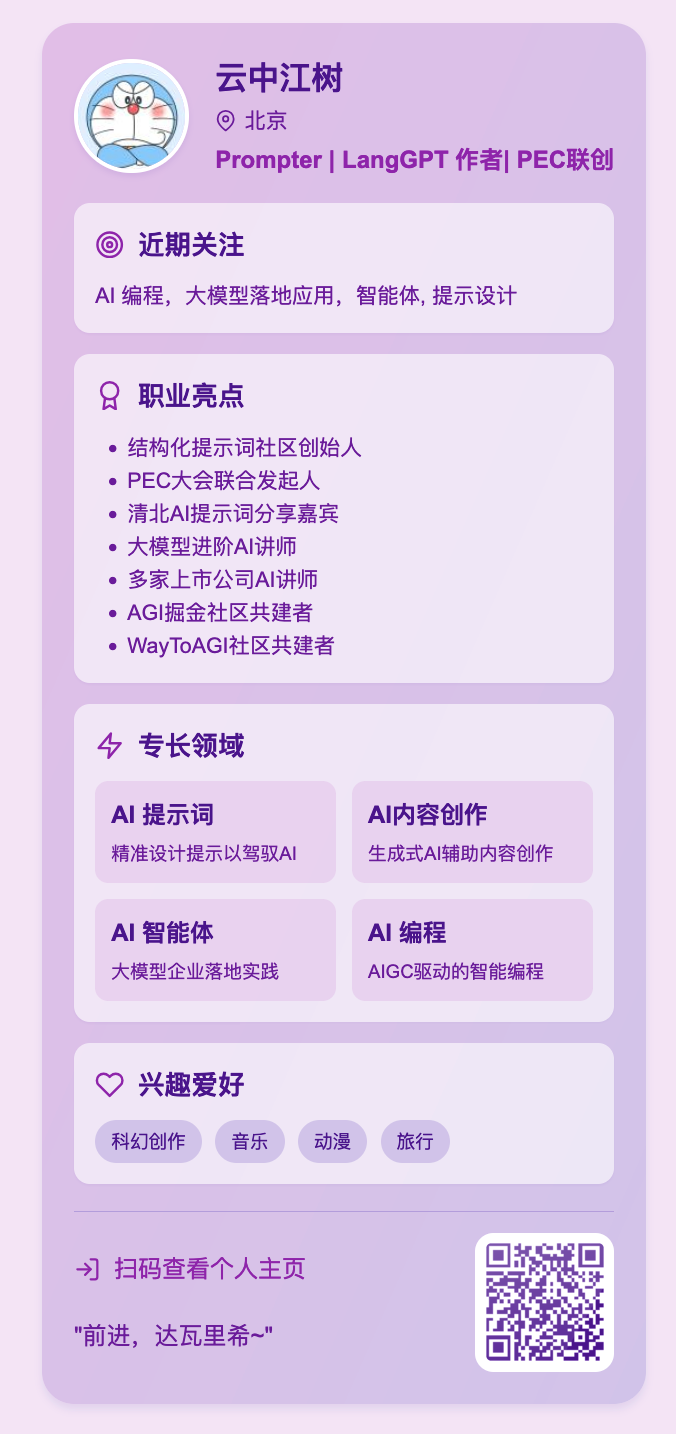 云中江树
北京
Prompter | LangGPT 作者| PEC联创
近期关注
AI 编程，大模型落地应用，智能体, 提示设计
职业亮点
结构化提示词社区创始人
PEC大会联合发起人
清北AI提示词分享嘉宾
大模型进阶AI讲师
多家上市公司AI讲师
AGI掘金社区共建者
WayToAGI社区共建者
专长领域
AI 提示词
精准设计提示以驾驭AI
AI内容创作
生成式AI辅助内容创作
AI 智能体
大模型企业落地实践
AI 编程
AIGC驱动的智能编程
兴趣爱好
科幻创作 音乐 动漫 旅行
扫码查看个人主页
"前进，达瓦里希~"